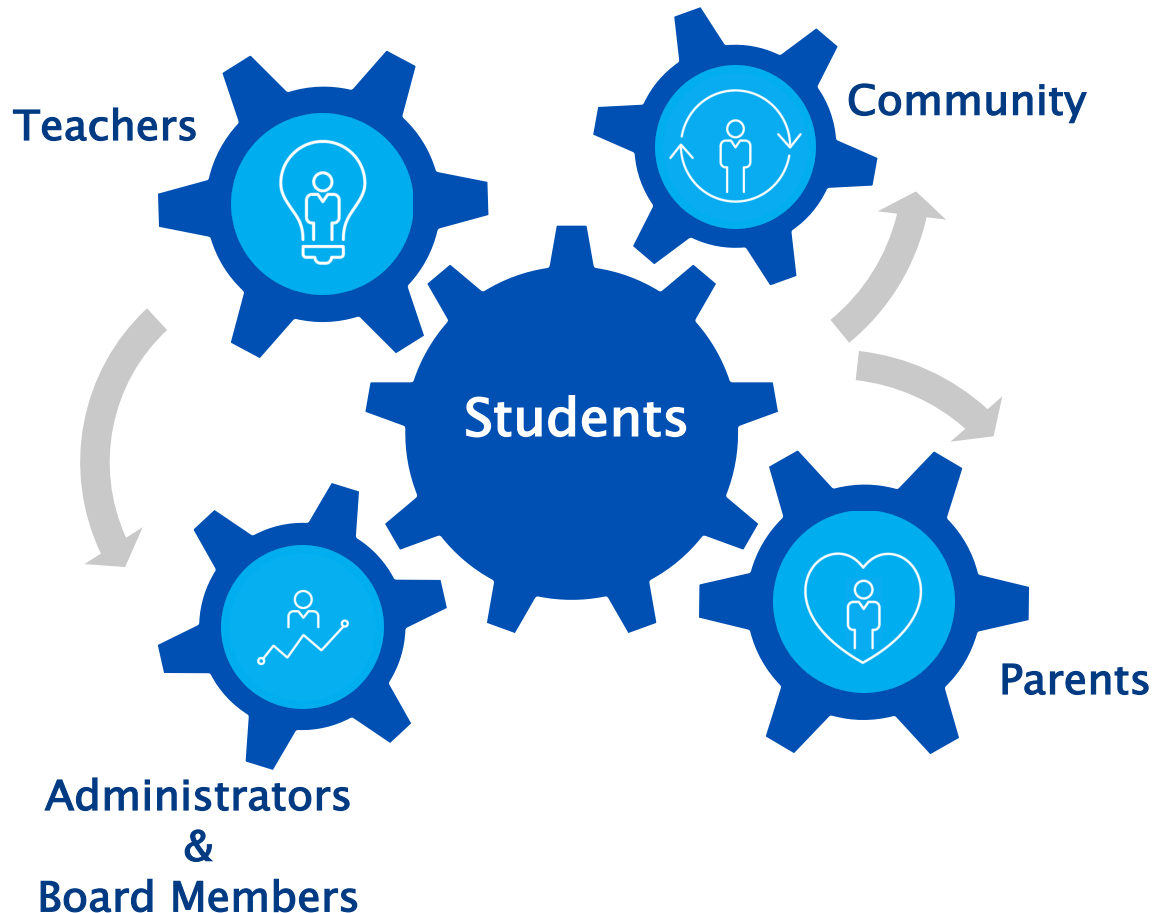 Teachers
Community
Students
Parents
Administrators
&
Board Members